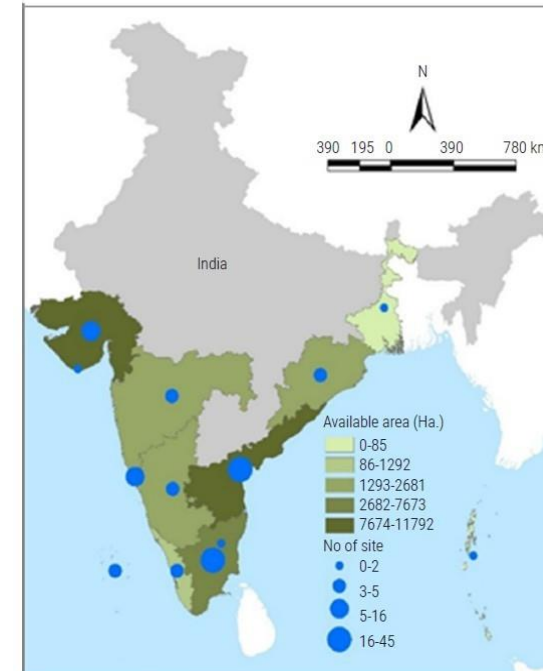 N
390 195 0 390 780 km
India
Available area (Ha.)
0-85
86-1292
1293-2681
2682-7673
7674-11792
No of site
0-2
3-5
5-16
16-45